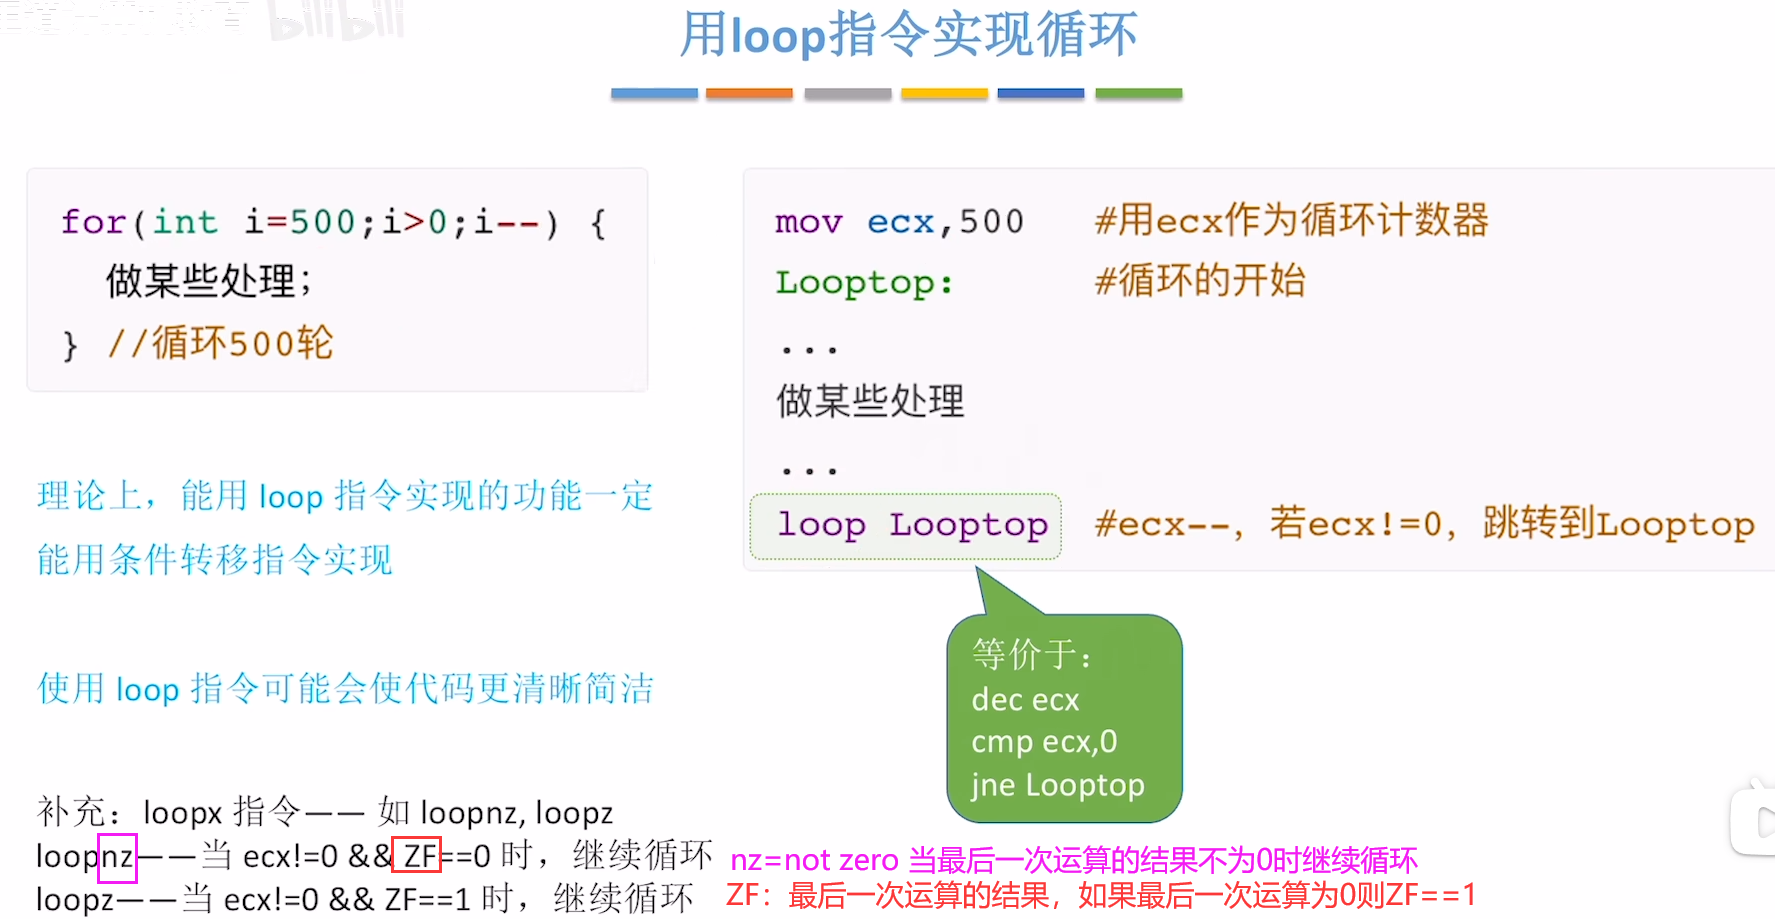 bilibili
用loop指令实现循环
for(int i=500;i>0;i--) {
做某些处理;
} //循环500轮
mov ecx,500 #用ecx作为循环计数器
Looptop: #循环的开始
...
做某些处理
...
loop Looptop #ecx--, 若ecx!=0, 跳转到Looptop
等价于:
dec ecx
cmp ecx,0
jne Looptop
理论上，能用 loop 指令实现的功能一定
能用条件转移指令实现
使用 loop 指令可能会使代码更清晰简洁
补充：loopx 指令—— 如 loopnz, loopz
loopnz——当 ecx!=0 && ZF==0 时，继续循环 nz=not zero 当最后一次运算的结果不为0时继续循环
loopz——当 ecx!=0 && ZF==1 时，继续循环 ZF：最后一次运算的结果，如果最后一次运算为0则ZF==1